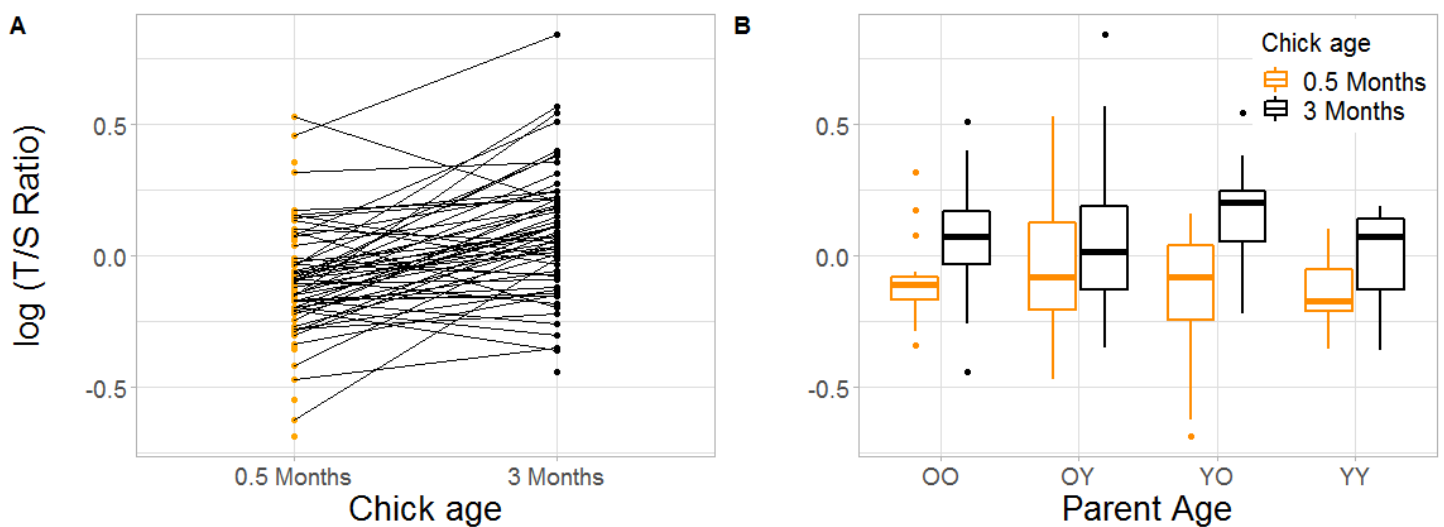 A
log (T/S Ratio)
0.5
0.0
-0.5
0.5 Months
3 Months
Chick age
B
Chick age
0.5 Months
3 Months
0.5
0.0
-0.5
OO
OY
YO
YY
Parent Age